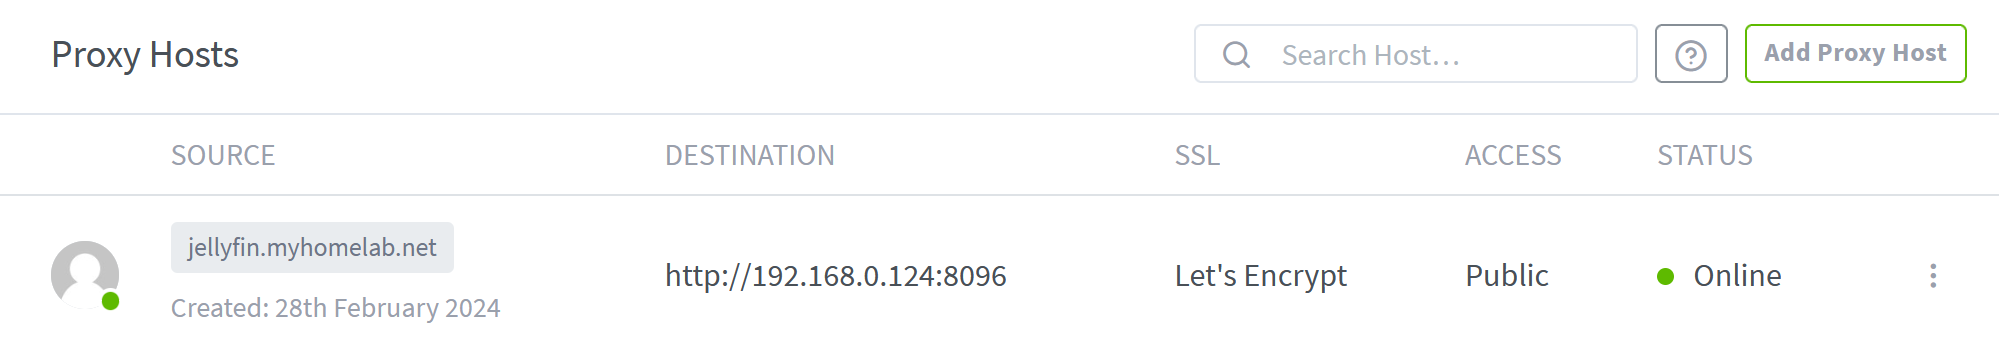 Proxy Hosts
Search Host...
Add Proxy Host
SOURCE DESTINATION SSL ACCESS STATUS
jellyfin.myhomelab.net
http://192.168.0.124:8096 Let's Encrypt Public Online
Created: 28th February 2024